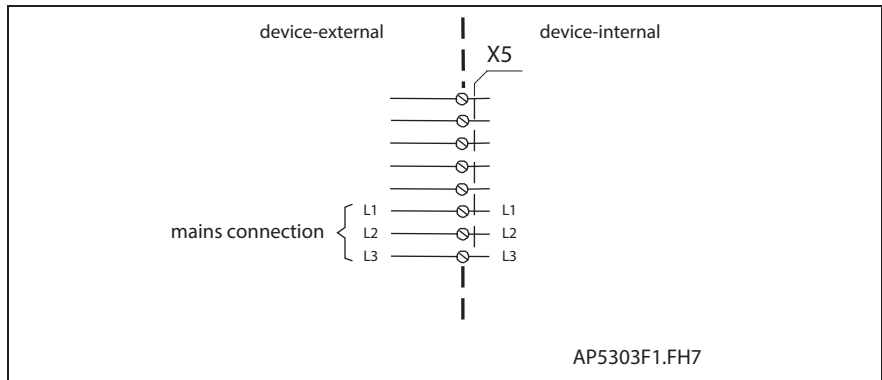 device-external
device-internal
X5
L1 L1
mains connection L2 L2
L3 L3
AP5303F1.FH7